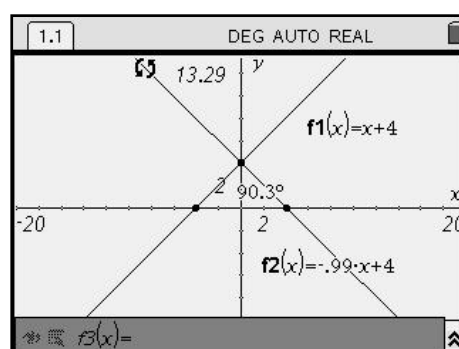 1.1 DEG AUTO REAL
13.29 y
f1(x)=x+4
2 90.3°
x
-20 2 20
f2(x)=-.99·x+4
f3(x)=